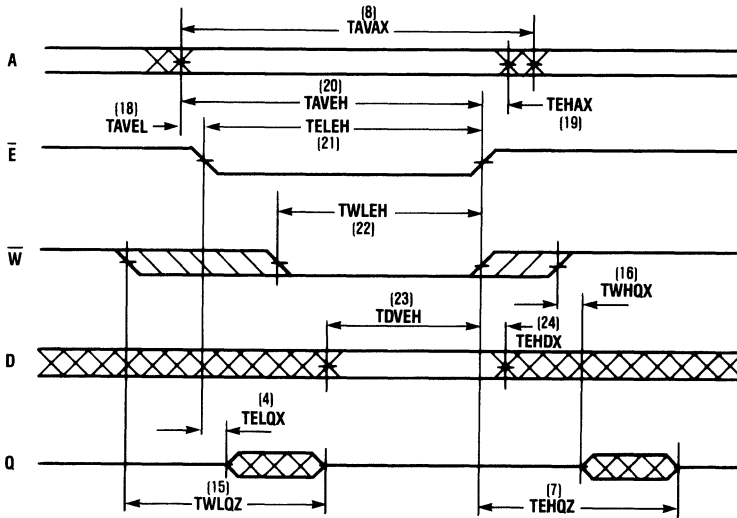 (8)
TAVAX
A
(20)
(18)
TAVEH
TEHAX
TAVEL
TELEH
(19)
(21)
E
TWLEH
(22)
W
(16)
TWHQX
(23)
TDVEH
(24)
TEHDX
D
(4)
TELQX
Q
(15)
TWLQZ
(7)
TEHQZ